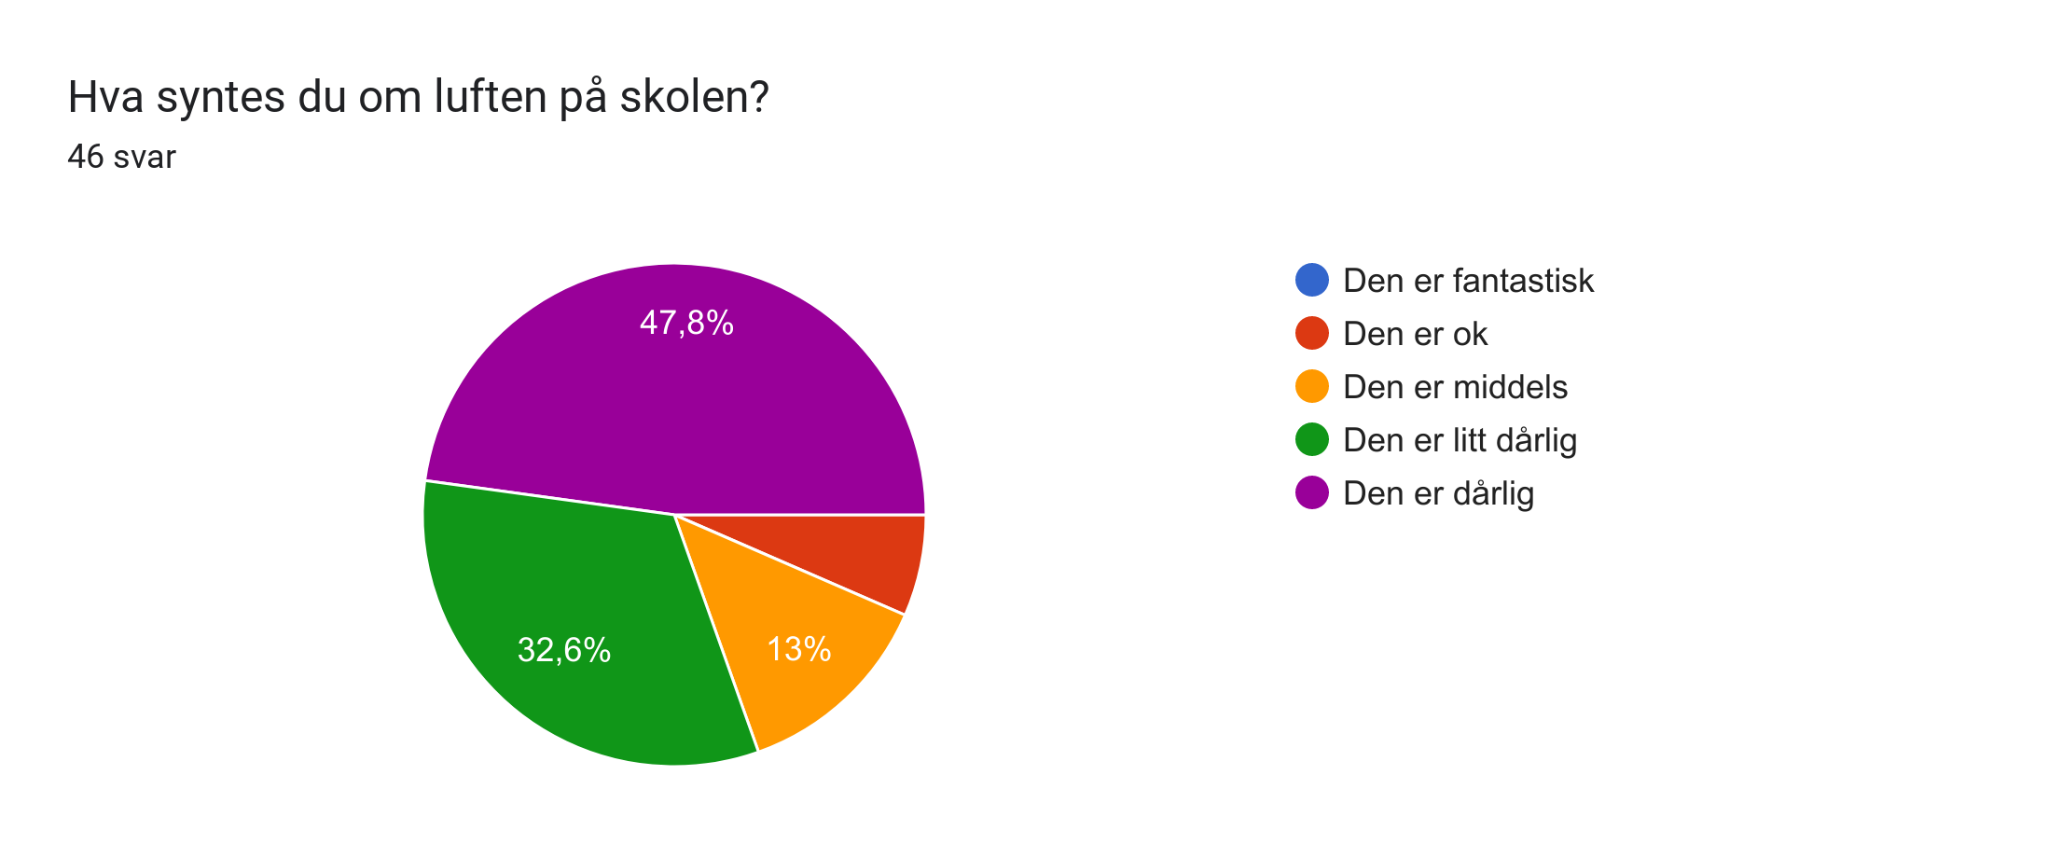 Hva syntes du om luften på skolen?
46 svar
47,8%
32,6%
13%
Den er fantastisk
Den er ok
Den er middels
Den er litt dårlig
Den er dårlig